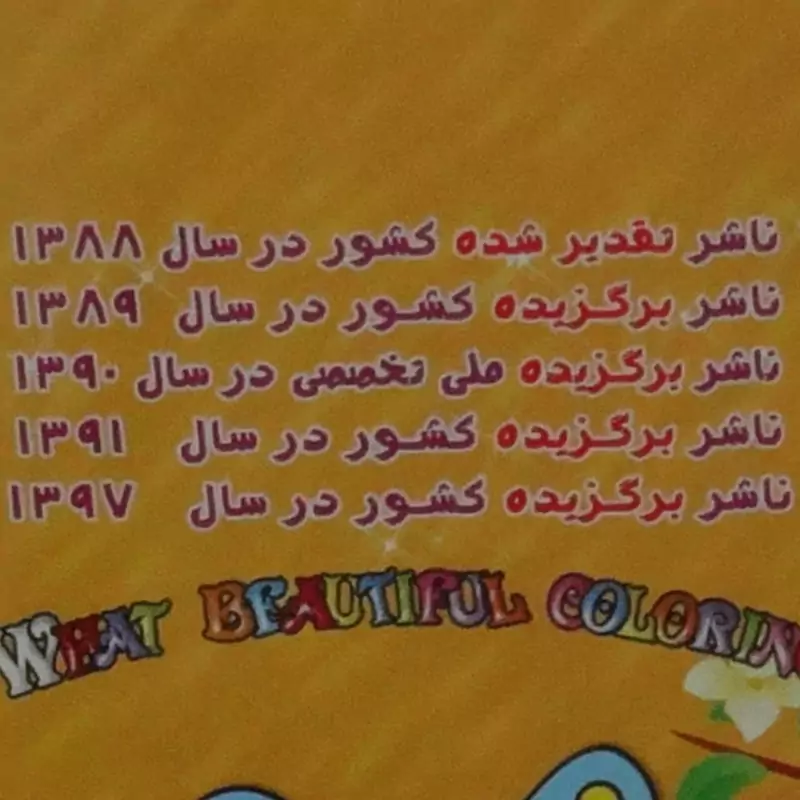 ناشر تقدیر شده کشور در سال ۱۳۸۸
ناشر برگزیده کشور در سال ۱۳۸۹
ناشر برگزیده ملی تخصصی در سال ۱۳۹۰
ناشر برگزیده کشور در سال ۱۳۹۱
ناشر برگزیده کشور در سال ۱۳۹۷
WHAT BEAUTIFUL COLORIN